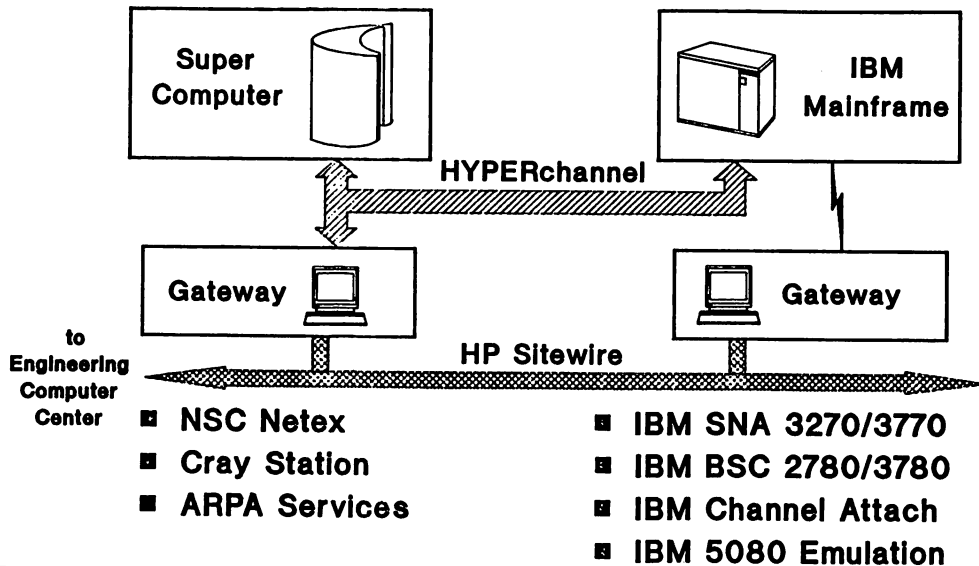 Super
Computer
IBM
Mainframe
HYPERchannel
Gateway
Gateway
to
Engineering
Computer
Center
HP Sitewire
NSC Netex
Cray Station
ARPA Services
IBM SNA 3270/3770
IBM BSC 2780/3780
IBM Channel Attach
IBM 5080 Emulation